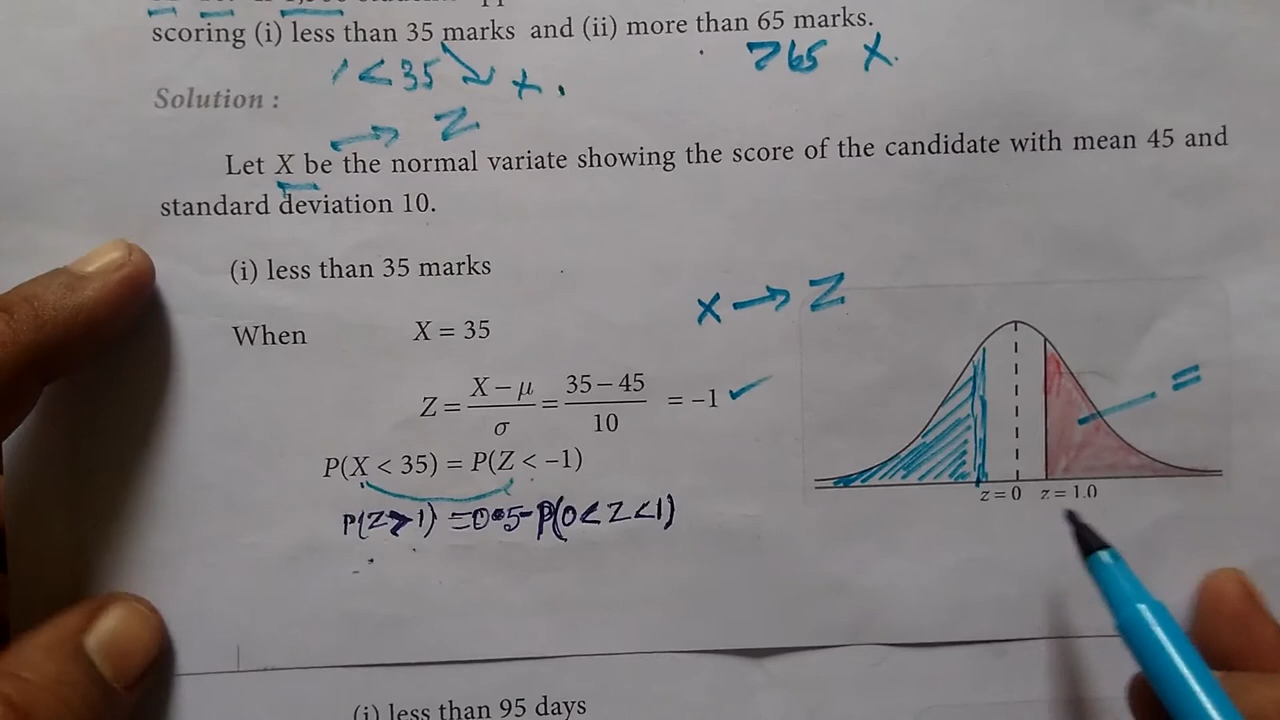 scoring (i) less than 35 marks and (ii) more than 65 marks.
< 35 x.
>65 X.
Solution :
→ Z
Let X be the normal variate showing the score of the candidate with mean 45 and
standard deviation 10.
(i) less than 35 marks
X → Z
When X = 35
Z = X − μ / σ = 35 − 45 / 10 = −1 ✓
=
P(X < 35) = P(Z < −1)
z = 0 z = 1.0
P(Z > 1) = 0.5 - P(0 < Z < 1)
(i) less than 95 days